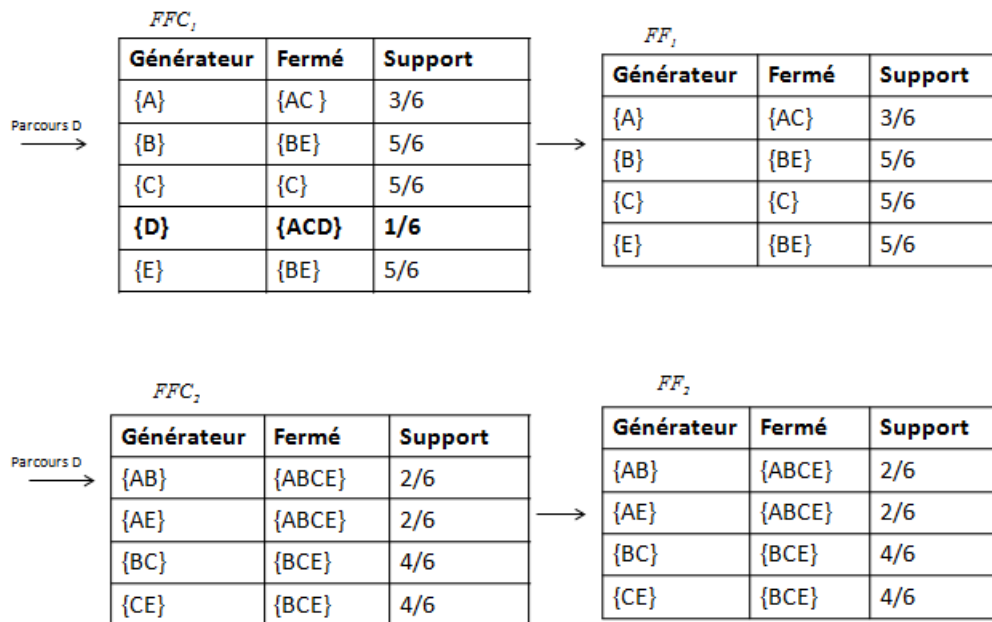 FFC₁
Générateur Fermé Support
{A} {AC } 3/6
{B} {BE} 5/6
{C} {C} 5/6
{D} {ACD} 1/6
{E} {BE} 5/6
Parcours D
FF₁
Générateur Fermé Support
{A} {AC} 3/6
{B} {BE} 5/6
{C} {C} 5/6
{E} {BE} 5/6
FFC₂
Générateur Fermé Support
{AB} {ABCE} 2/6
{AE} {ABCE} 2/6
{BC} {BCE} 4/6
{CE} {BCE} 4/6
Parcours D
FF₂
Générateur Fermé Support
{AB} {ABCE} 2/6
{AE} {ABCE} 2/6
{BC} {BCE} 4/6
{CE} {BCE} 4/6